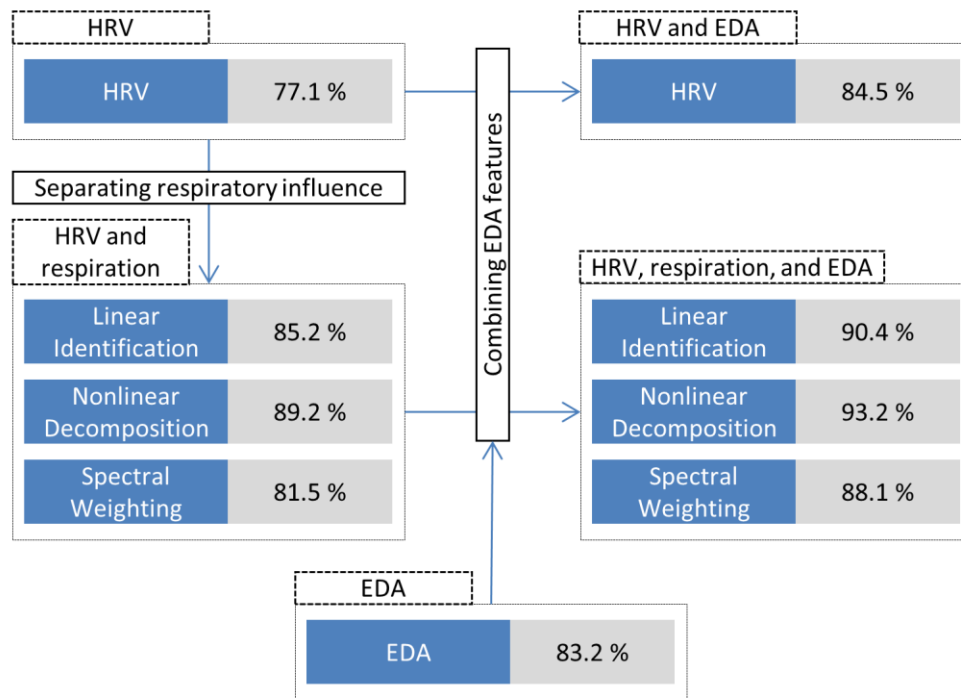 HRV
HRV
77.1 %
Separating respiratory influence
HRV and
respiration
Linear
Identification
85.2 %
Nonlinear
Decomposition
89.2 %
Spectral
Weighting
81.5 %
Combining EDA features
HRV and EDA
HRV
84.5 %
HRV, respiration, and EDA
Linear
Identification
90.4 %
Nonlinear
Decomposition
93.2 %
Spectral
Weighting
88.1 %
EDA
EDA
83.2 %